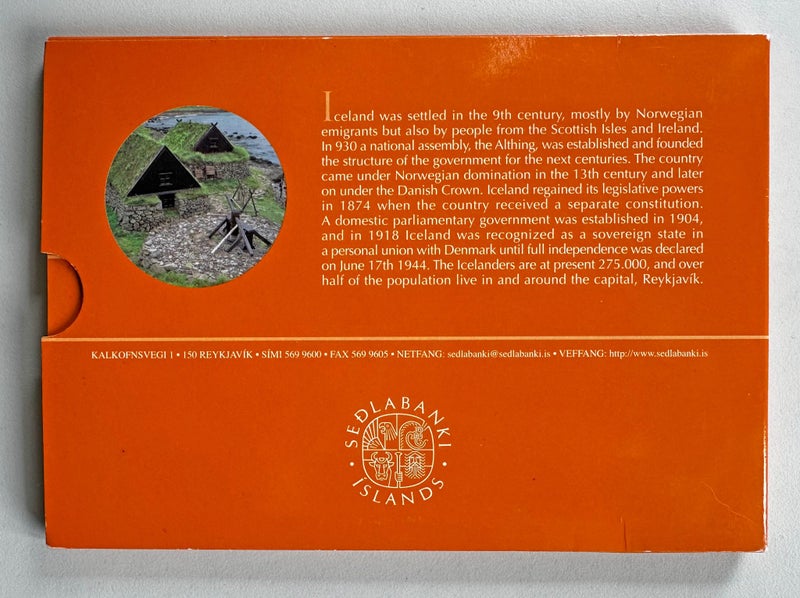 Iceland was settled in the 9th century, mostly by Norwegian
emigrants but also by people from the Scottish Isles and Ireland.
In 930 a national assembly, the Althing, was established and founded
the structure of the government for the next centuries. The country
came under Norwegian domination in the 13th century and later
on under the Danish Crown. Iceland regained its legislative powers
in 1874 when the country received a separate constitution.
A domestic parliamentary government was established in 1904,
and in 1918 Iceland was recognized as a sovereign state in
a personal union with Denmark until full independence was declared
on June 17th 1944. The Icelanders are at present 275.000, and over
half of the population live in and around the capital, Reykjavík.
KALKOFNSVEGI 1 • 150 REYKJAVÍK • SÍMI 569 9600 • FAX 569 9605 • NETFANG: sedlabanki@sedlabanki.is • VEFFANG: http://www.sedlabanki.is
SEÐLABANKI
• ÍSLANDS •